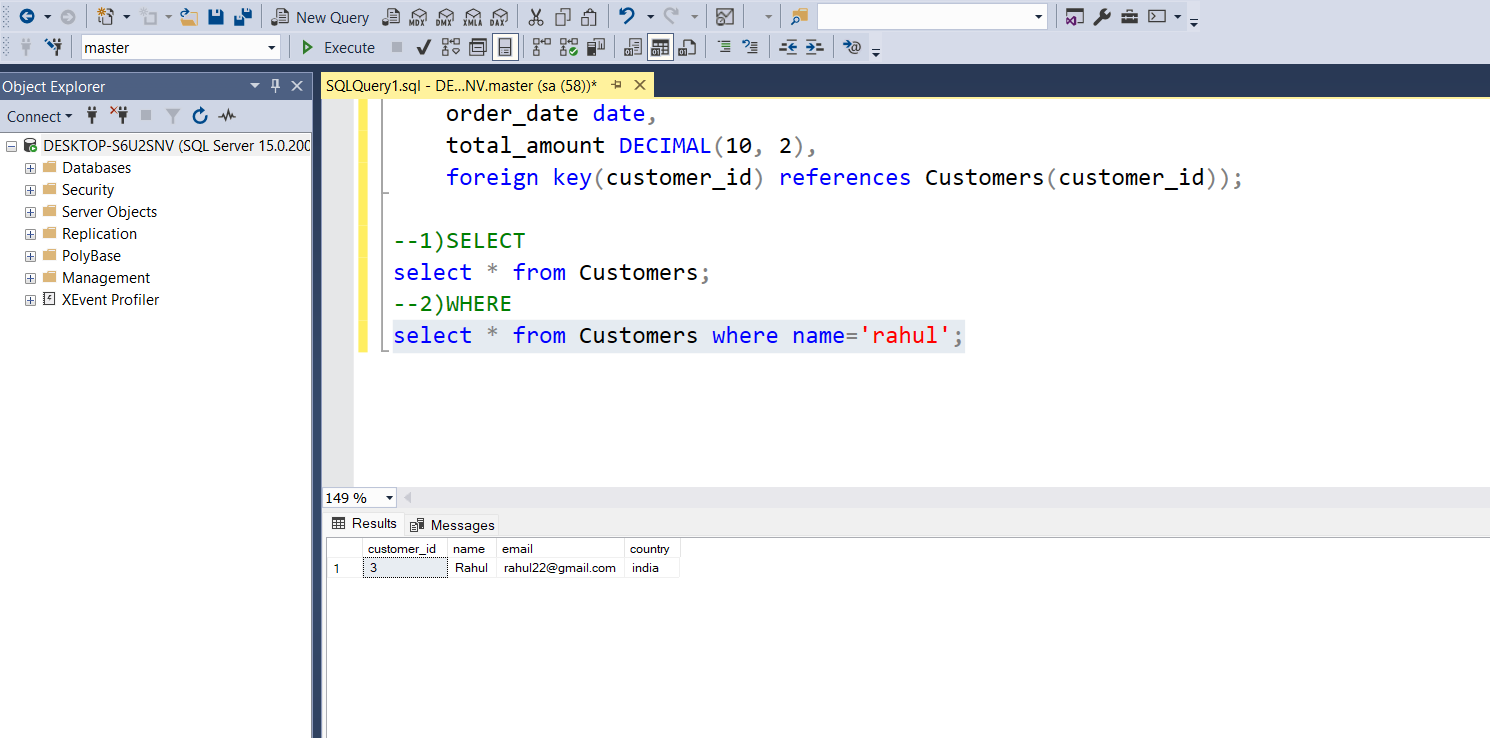 New Query MDX DMX XMLA DAX
master Execute
Object Explorer
Connect
DESKTOP-S6U2SNV (SQL Server 15.0.200
Databases
Security
Server Objects
Replication
PolyBase
Management
XEvent Profiler
SQLQuery1.sql - DE...NV.master (sa (58))*
order_date date,
total_amount DECIMAL(10, 2),
foreign key(customer_id) references Customers(customer_id));
--1)SELECT
select * from Customers;
--2)WHERE
select * from Customers where name='rahul';
149 %
Results Messages
customer_id name email country
1 3 Rahul rahul22@gmail.com india